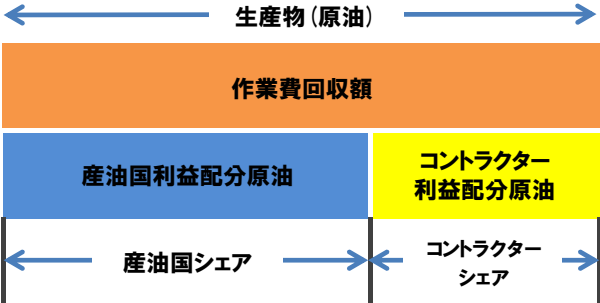 生産物(原油)
作業費回収額
産油国利益配分原油
コントラクター
利益配分原油
産油国シェア
コントラクター
シェア